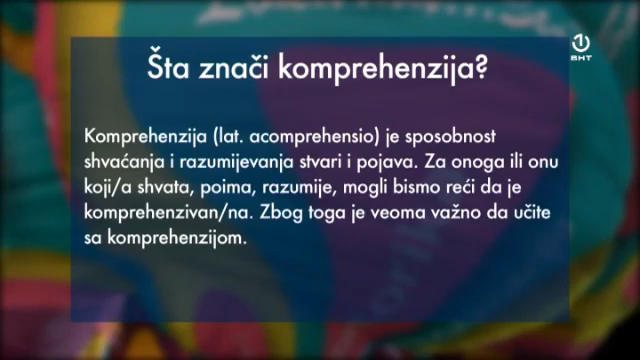 Šta znači komprehenzija?
1
BHT
Komprehenzija (lat. acomprehensio) je sposobnost
shvaćanja i razumijevanja stvari i pojava. Za onoga ili onu
koji/a shvata, poima, razumije, mogli bismo reći da je
komprehenzivan/na. Zbog toga je veoma važno da učite
sa komprehenzijom.